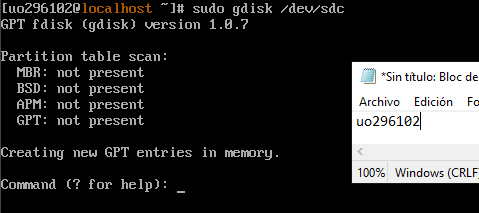 [uo296102@localhost ~]# sudo gdisk /dev/sdc
GPT fdisk (gdisk) version 1.0.7
Partition table scan:
MBR: not present
BSD: not present
APM: not present
GPT: not present
Creating new GPT entries in memory.
Command (? for help): _
*Sin título: Bloc de
Archivo Edición Fo
uo296102
100% Windows (CRLF)